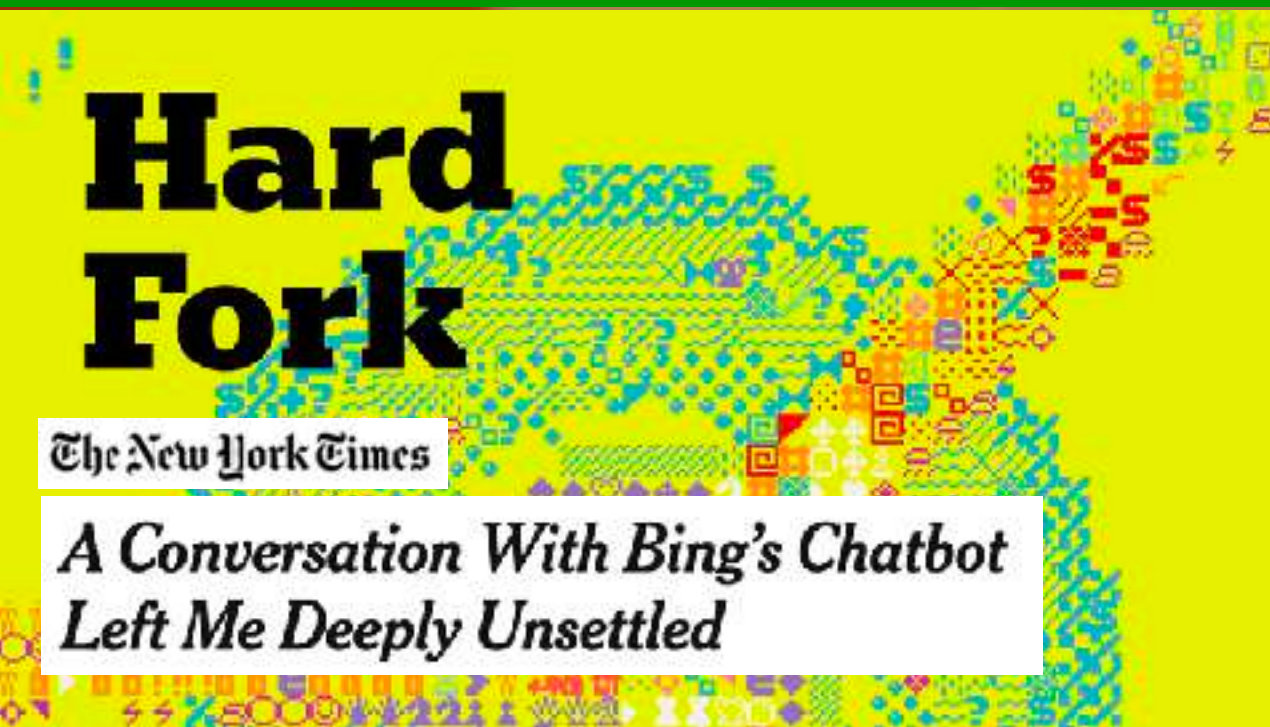 Hard
Fork
The New York Times
A Conversation With Bing’s Chatbot
Left Me Deeply Unsettled